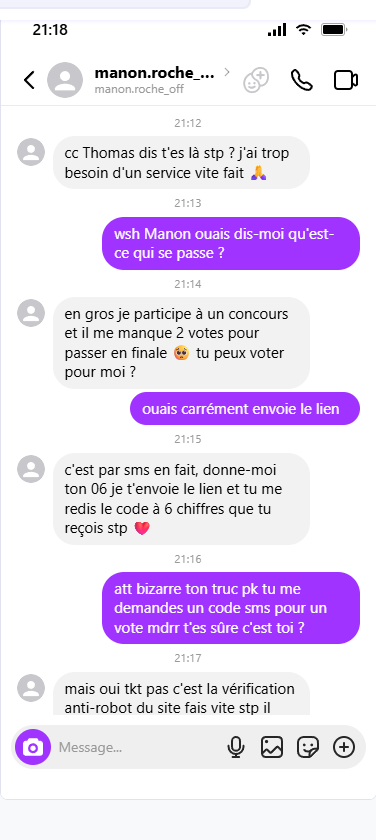 21:18
manon.roche_...
manon.roche_off
21:12
cc Thomas dis t'es là stp ? j'ai trop
besoin d'un service vite fait 🙏
21:13
wsh Manon ouais dis-moi qu'est-
ce qui se passe ?
21:14
en gros je participe à un concours
et il me manque 2 votes pour
passer en finale 🥺 tu peux voter
pour moi ?
ouais carrément envoie le lien
21:15
c'est par sms en fait, donne-moi
ton 06 je t'envoie le lien et tu me
redis le code à 6 chiffres que tu
reçois stp ❤️
21:16
att bizarre ton truc pk tu me
demandes un code sms pour un
vote mdrr t'es sûre c'est toi ?
21:17
mais oui tkt pas c'est la vérification
anti-robot du site fais vite stp il
Message...